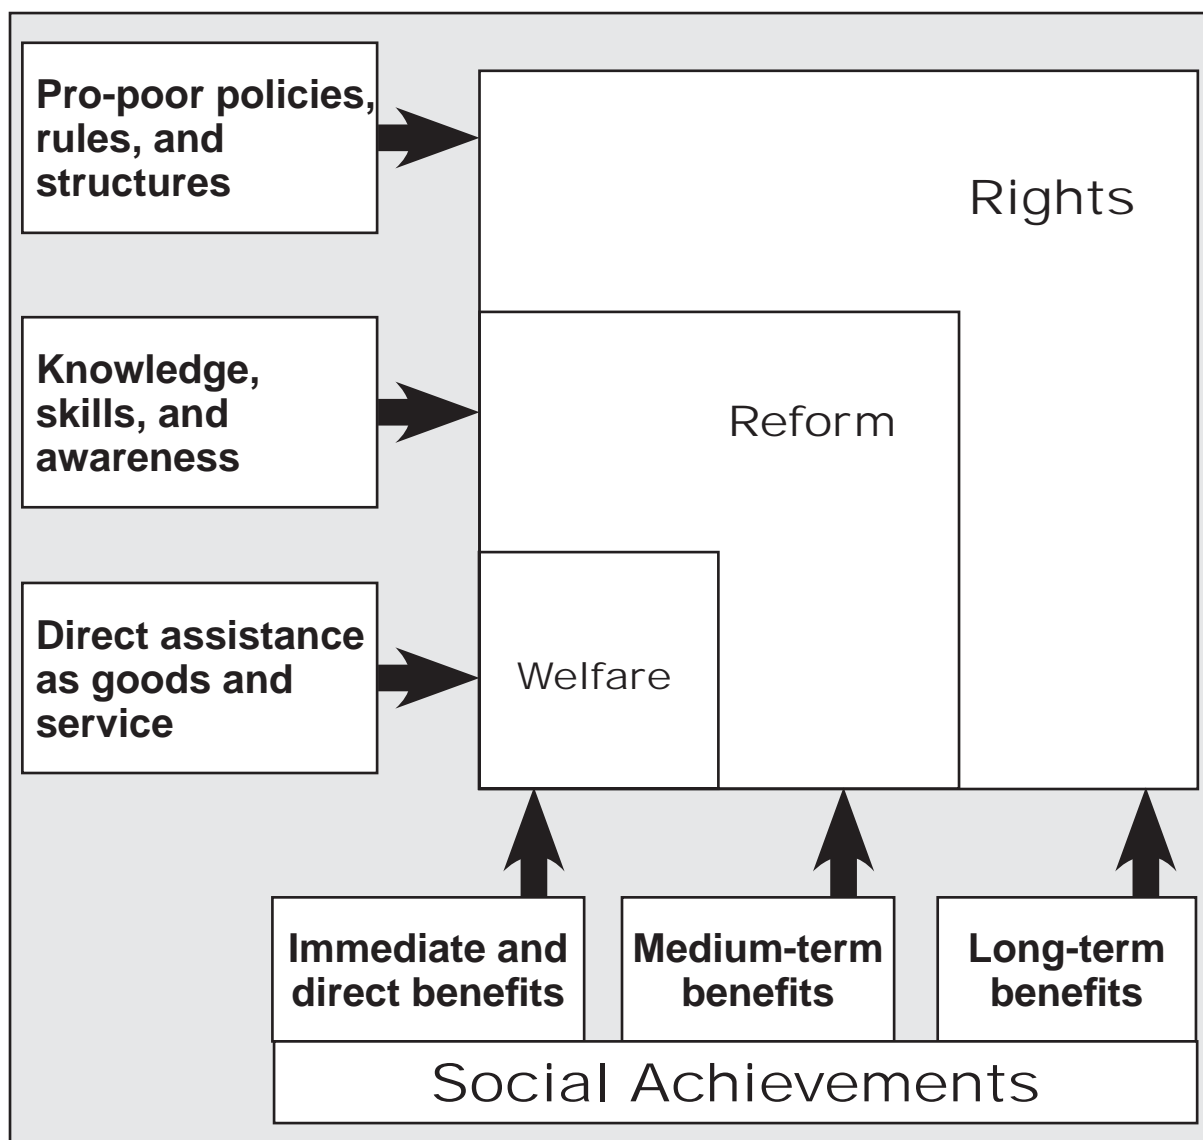 Pro-poor policies,
rules, and
structures
Rights
Knowledge,
skills, and
awareness
Reform
Direct assistance
as goods and
service
Welfare
Immediate and
direct benefits
Medium-term
benefits
Long-term
benefits
Social Achievements